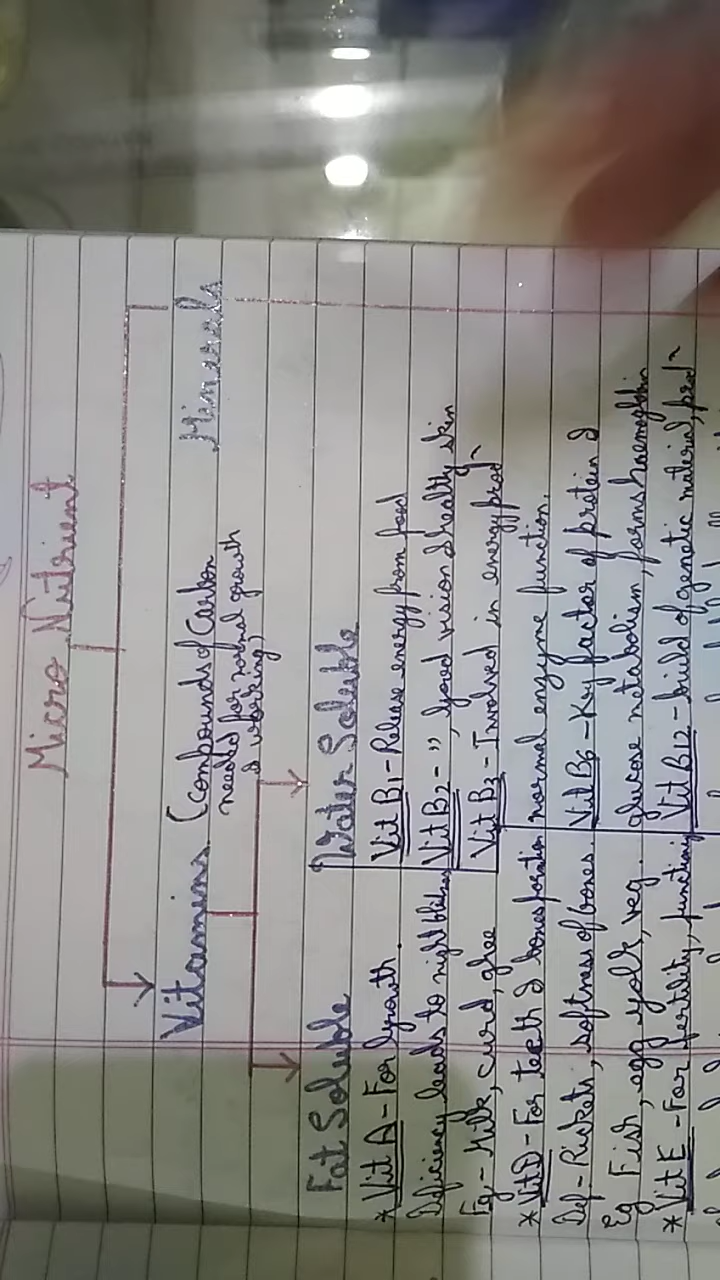 Micro Nutrient
Vitamins (Compounds of Carbon
needed for normal growth
& working)
Minerals
Fat Soluble
* Vit A - For Growth.
Deficiency leads to night
Eg - Milk, curd, ghee
* Vit D - For teeth & bones
Def - Rickets, softness of bones.
Eg Fish, egg yolk, veg.
* Vit E - For fertility,
Water Soluble
Vit B1 - Release energy from food
Vit B2 - ", good vision & healthy skin
Vit B3 - Involved in energy prodn
normal enzyme function.
Vit B6 - Key factor of protein &
glucose metabolism, forms haemoglobin
Vit B12 - build of genetic material, prodn